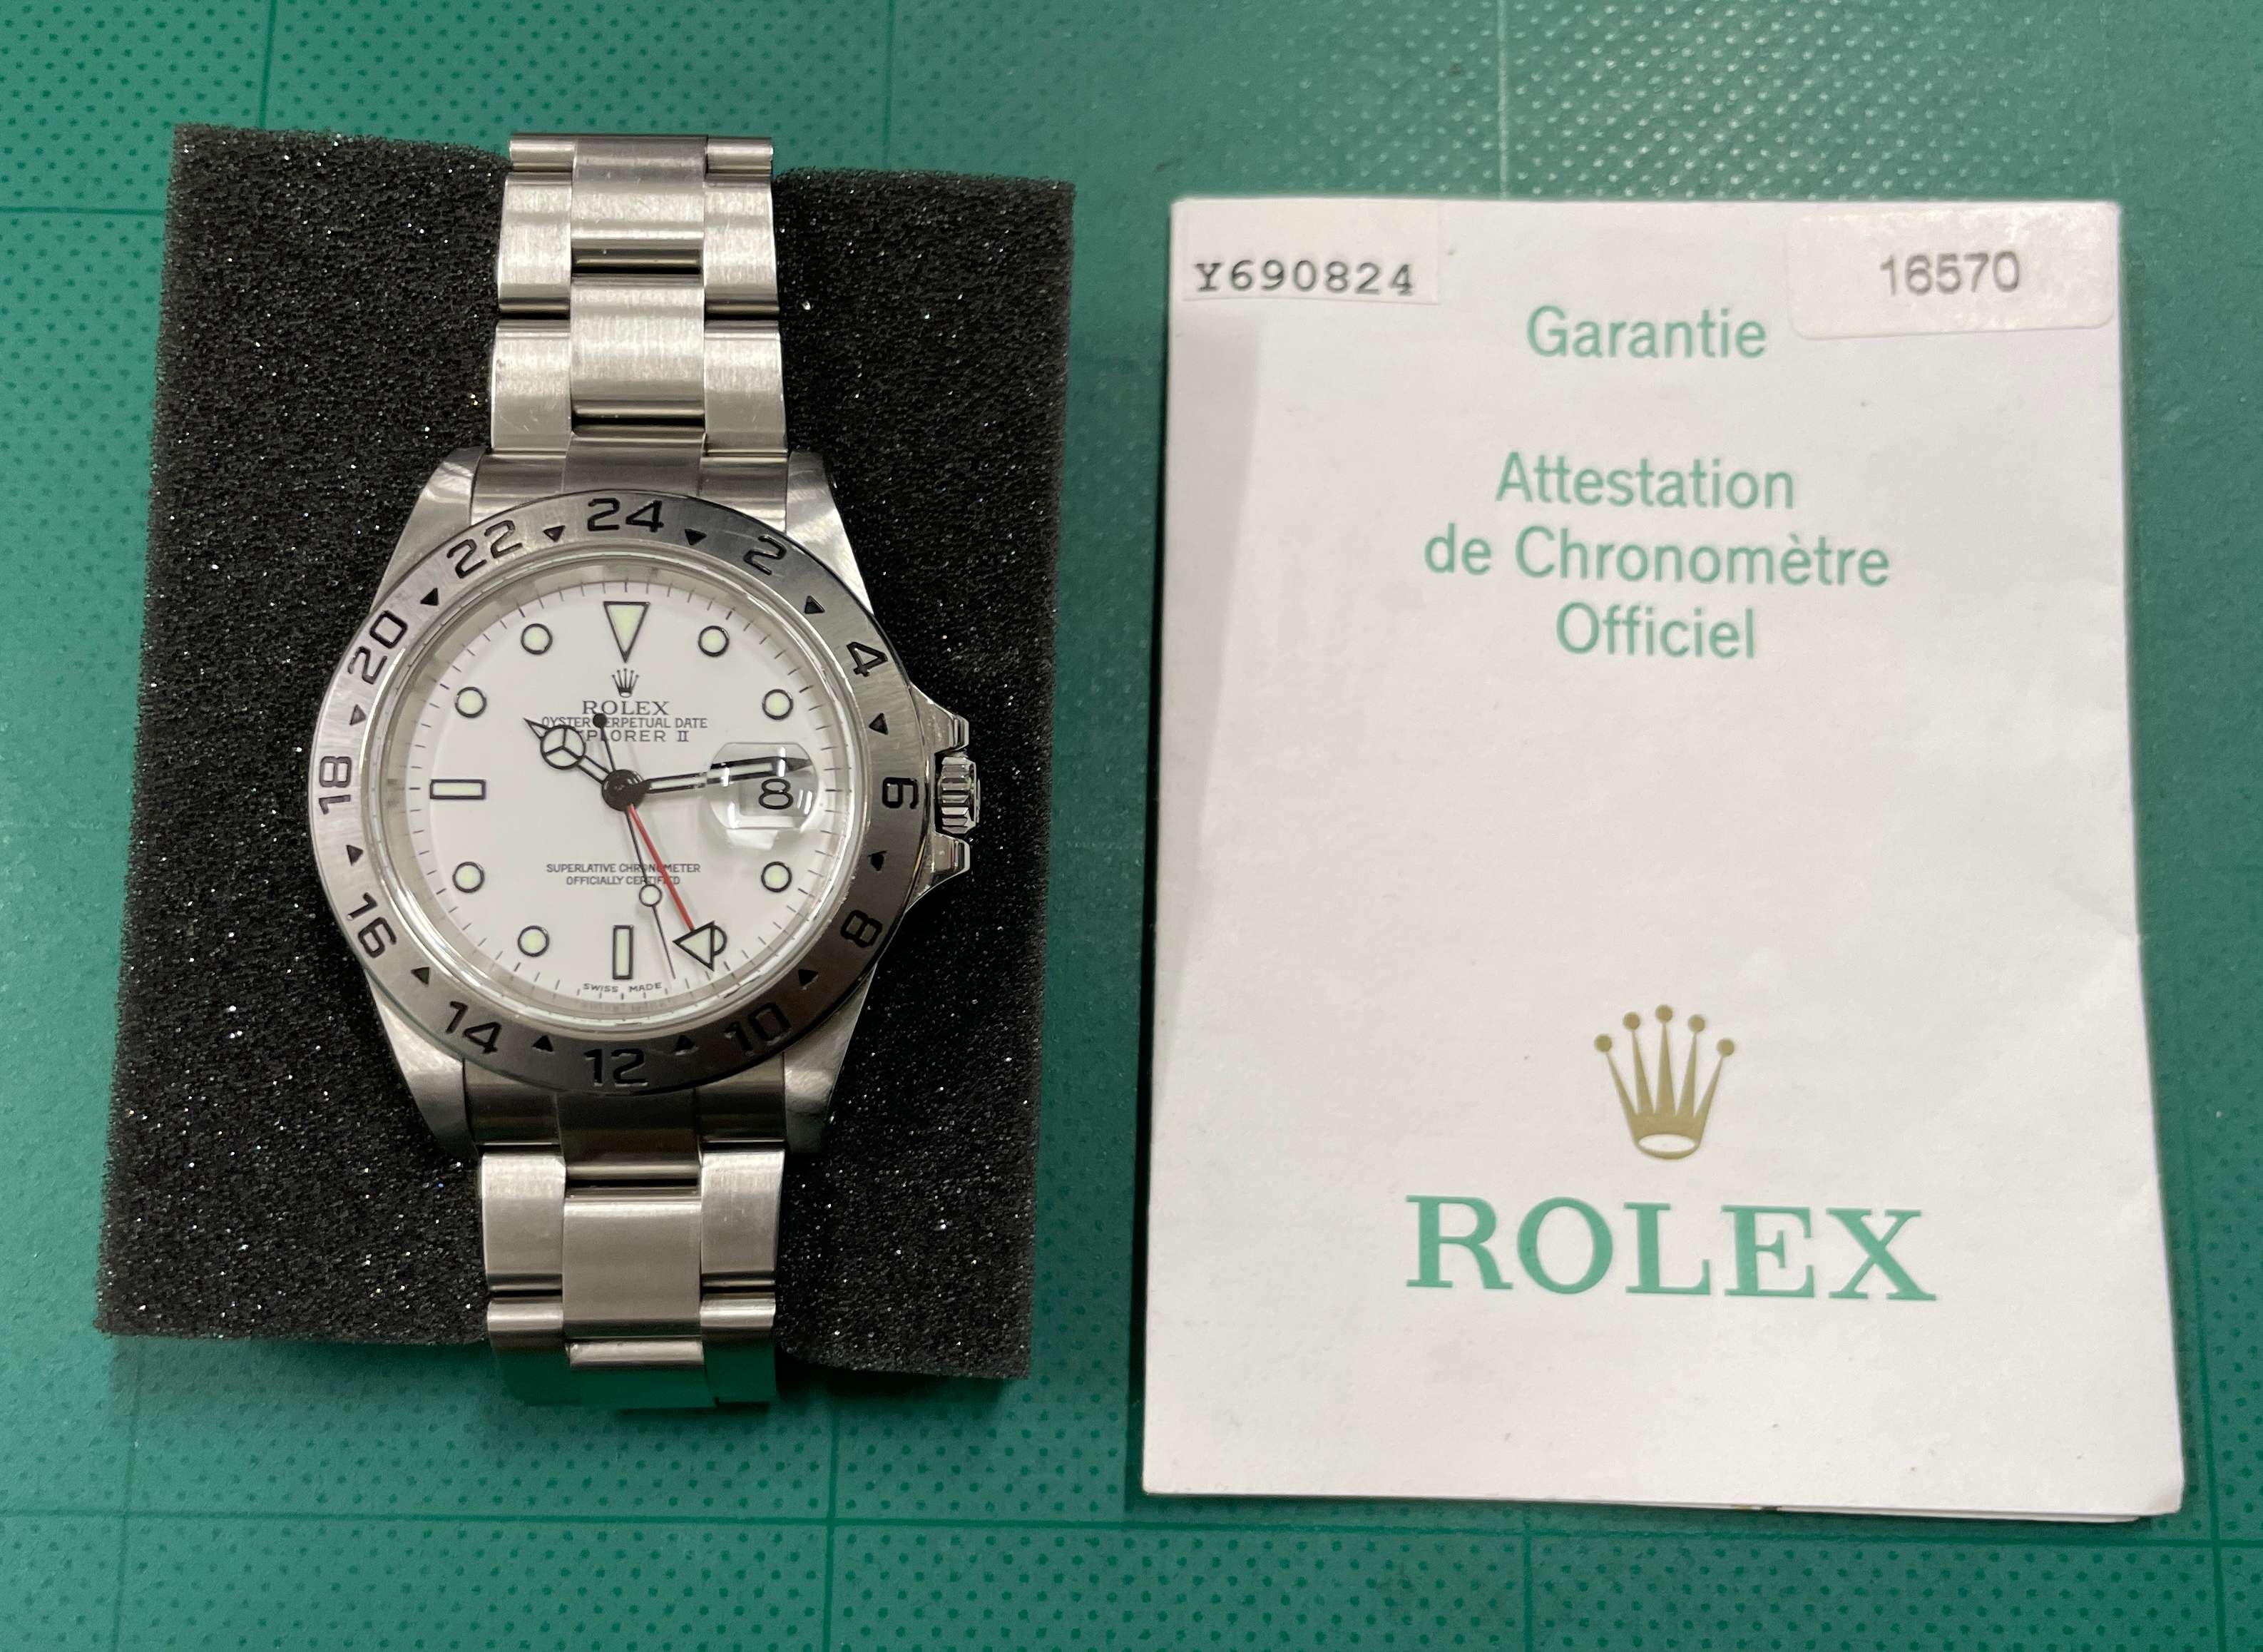 24
2
4
6
8
10
12
14
16
18
20
22
ROLEX
OYSTER PERPETUAL DATE
EXPLORER II
8
SUPERLATIVE CHRONOMETER
OFFICIALLY CERTIFIED
SWISS MADE
Y690824
16570
Garantie
Attestation
de Chronomètre
Officiel
ROLEX